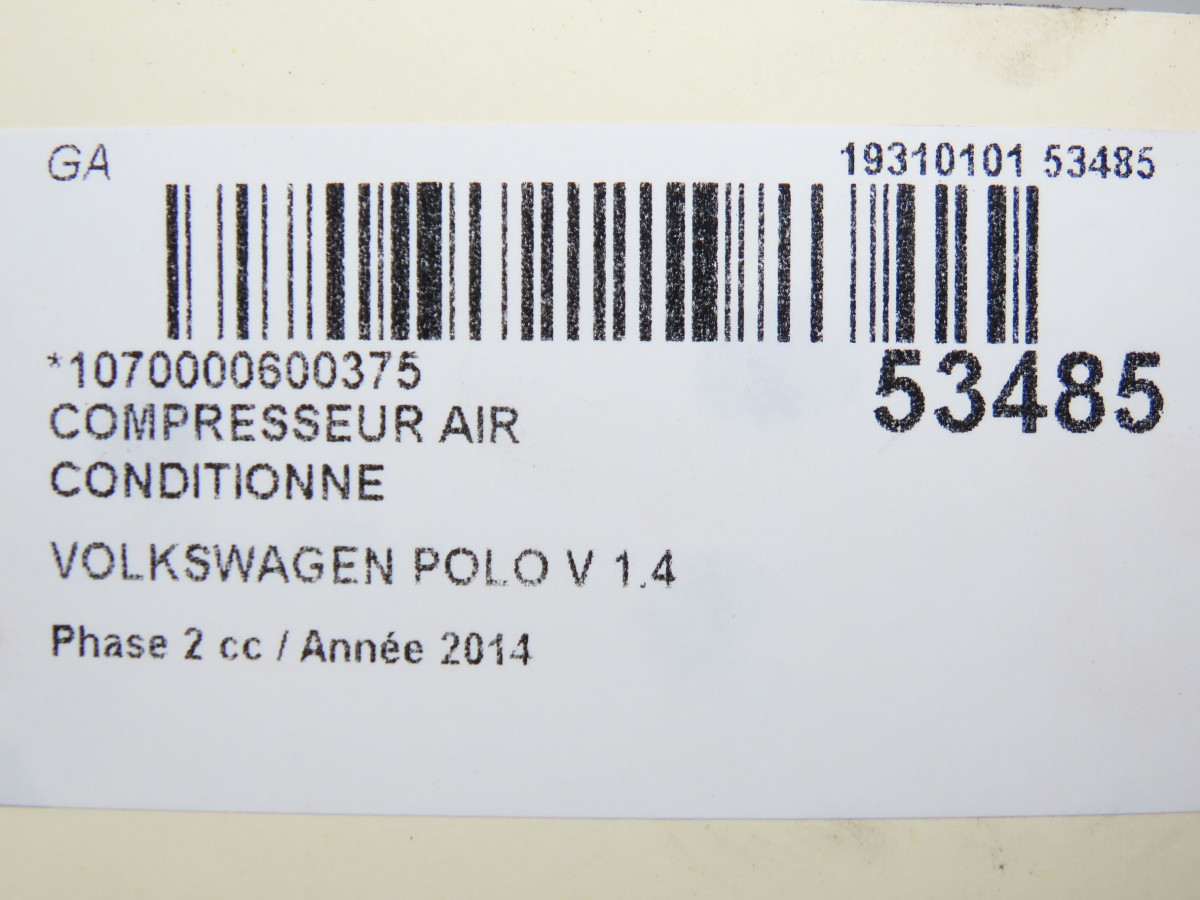 GA
19310101 53485
*1070000600375
53485
COMPRESSEUR AIR
CONDITIONNE
VOLKSWAGEN POLO V 1.4
Phase 2 cc / Année 2014